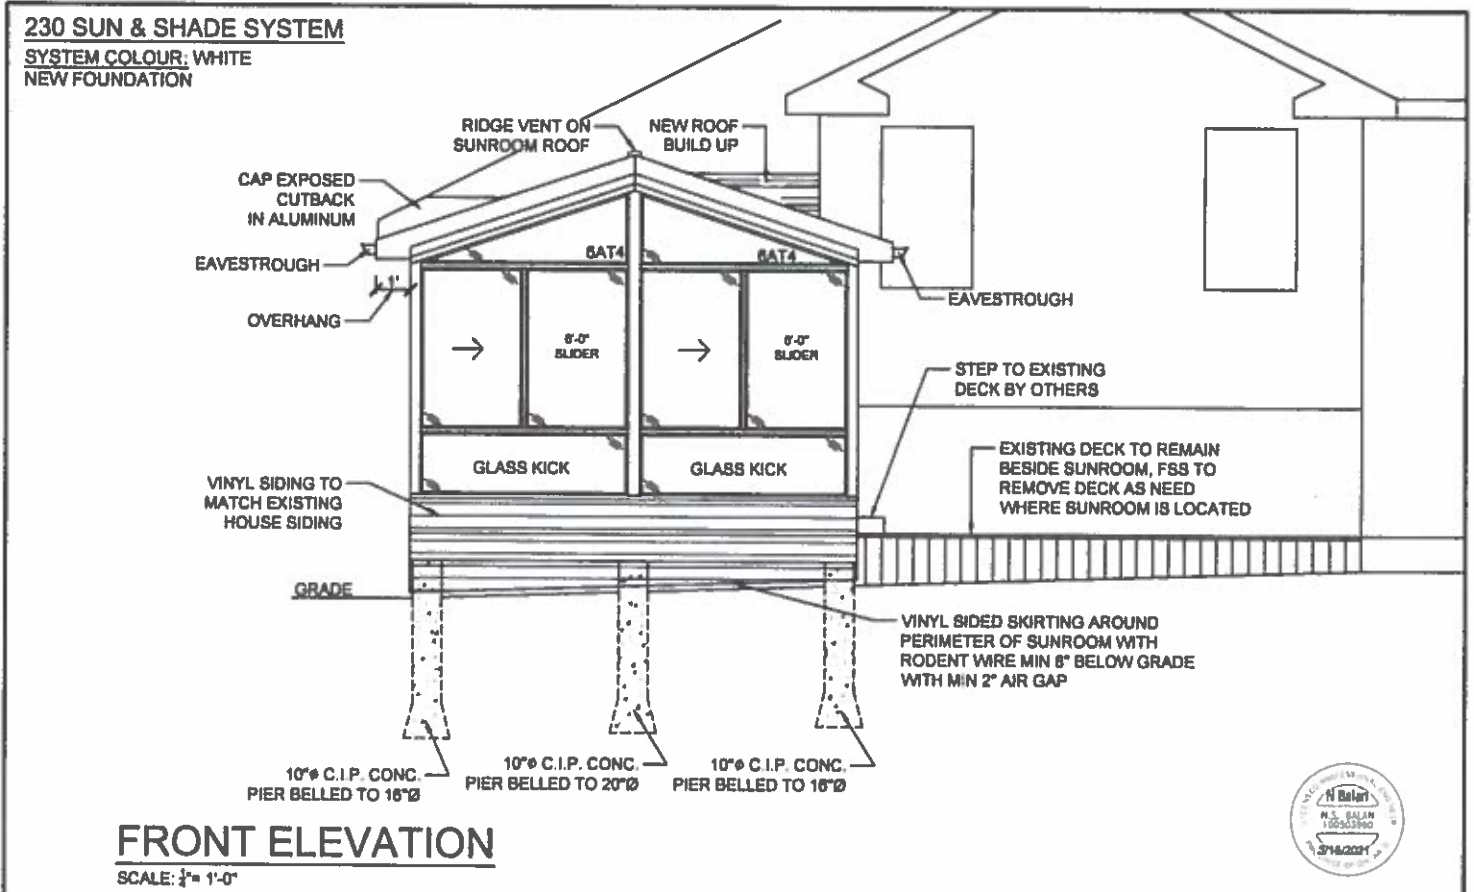 230 SUN & SHADE SYSTEM
SYSTEM COLOUR: WHITE
NEW FOUNDATION
RIDGE VENT ON
SUNROOM ROOF
NEW ROOF
BUILD UP
CAP EXPOSED
CUTBACK
IN ALUMINUM
EAVESTROUGH
1'
OVERHANG
6AT4
6AT4
EAVESTROUGH
6'-0"
SLIDER
6'-0"
SLIDER
STEP TO EXISTING
DECK BY OTHERS
GLASS KICK
GLASS KICK
EXISTING DECK TO REMAIN
BESIDE SUNROOM, FSS TO
REMOVE DECK AS NEED
WHERE SUNROOM IS LOCATED
VINYL SIDING TO
MATCH EXISTING
HOUSE SIDING
GRADE
VINYL SIDED SKIRTING AROUND
PERIMETER OF SUNROOM WITH
RODENT WIRE MIN 8" BELOW GRADE
WITH MIN 2" AIR GAP
10"ø C.I.P. CONC.
PIER BELLED TO 16"Ø
10"ø C.I.P. CONC.
PIER BELLED TO 20"Ø
10"ø C.I.P. CONC.
PIER BELLED TO 16"Ø
FRONT ELEVATION
SCALE: = 1'-0"
N Balan
N.S. BALAN